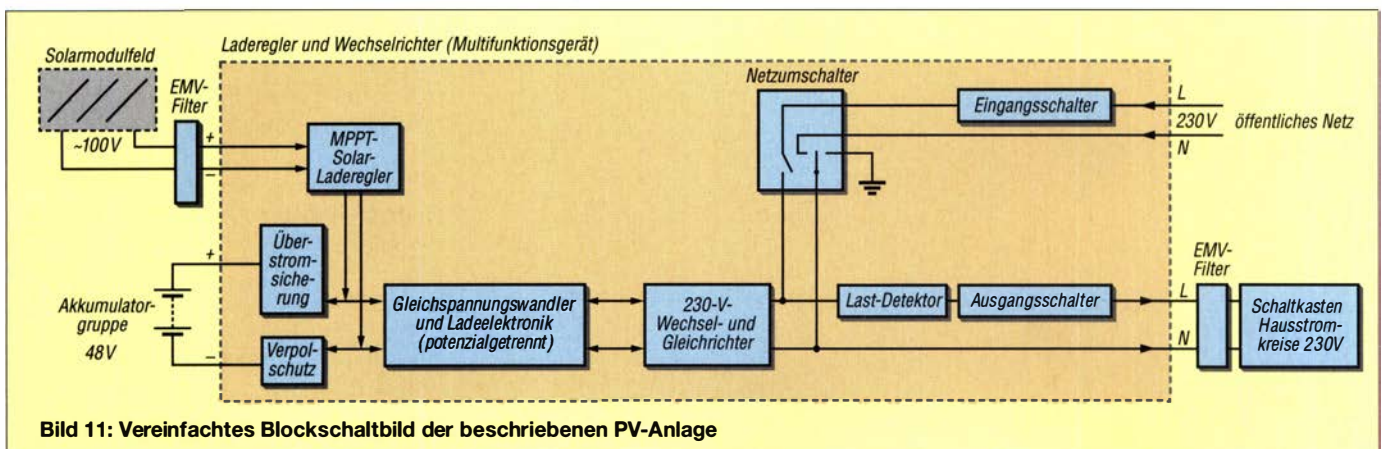 Solarmodulfeld
~100V
EMV-
Filter
+
–
Laderegler und Wechselrichter (Multifunktionsgerät)
MPPT-
Solar-
Laderegler
Netzumschalter
Eingangsschalter
L
230V
N
öffentliches Netz
Akkumulator-
gruppe
48V
+
–
Über-
strom-
siche-
rung
Verpol-
schutz
Gleichspannungswandler
und Ladeelektronik
(potenzialgetrennt)
230-V-
Wechsel- und
Gleichrichter
Last-Detektor
Ausgangsschalter
L
N
EMV-
Filter
Schaltkasten
Hausstrom-
kreise 230V
Bild 11: Vereinfachtes Blockschaltbild der beschriebenen PV-Anlage